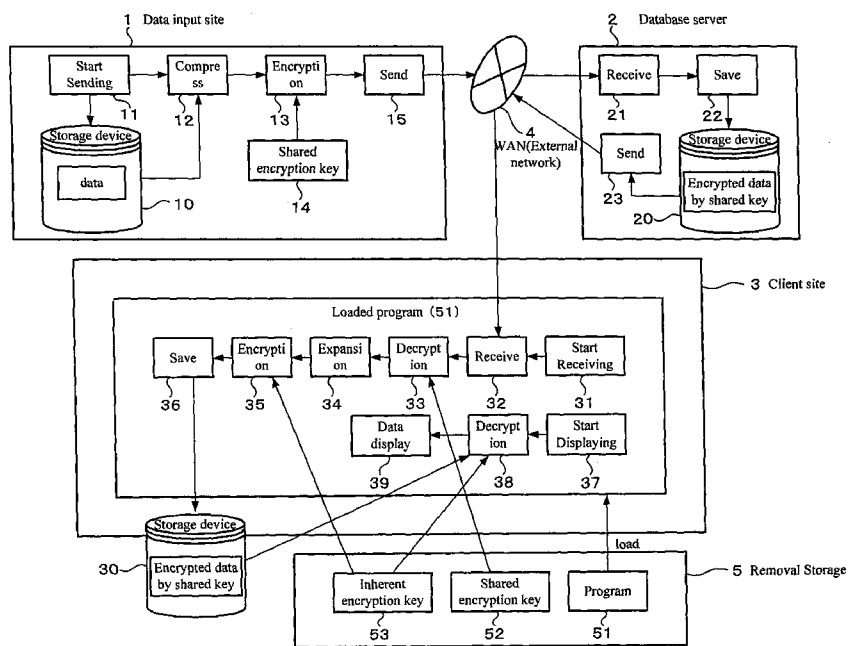 1 Data input site
2 Database server
Start
Sending
Compre
ss
Encrypti
on
Send
Receive
Save
11
12
13
15
4
21
22
WAN(External
network)
Storage device
data
10
Shared
encryption key
14
Send
23
Storage device
Encrypted data
by shared key
20
3 Client site
Loaded program (51)
Save
Encrypti
on
Expansi
on
Decrypt
ion
Receive
Start
Receiving
36
35
34
33
32
31
Data
display
Decrypt
ion
Start
Displaying
39
38
37
Storage device
Encrypted data
by shared key
30
load
5 Removal Storage
Inherent
encryption key
Shared
encryption key
Program
53
52
51